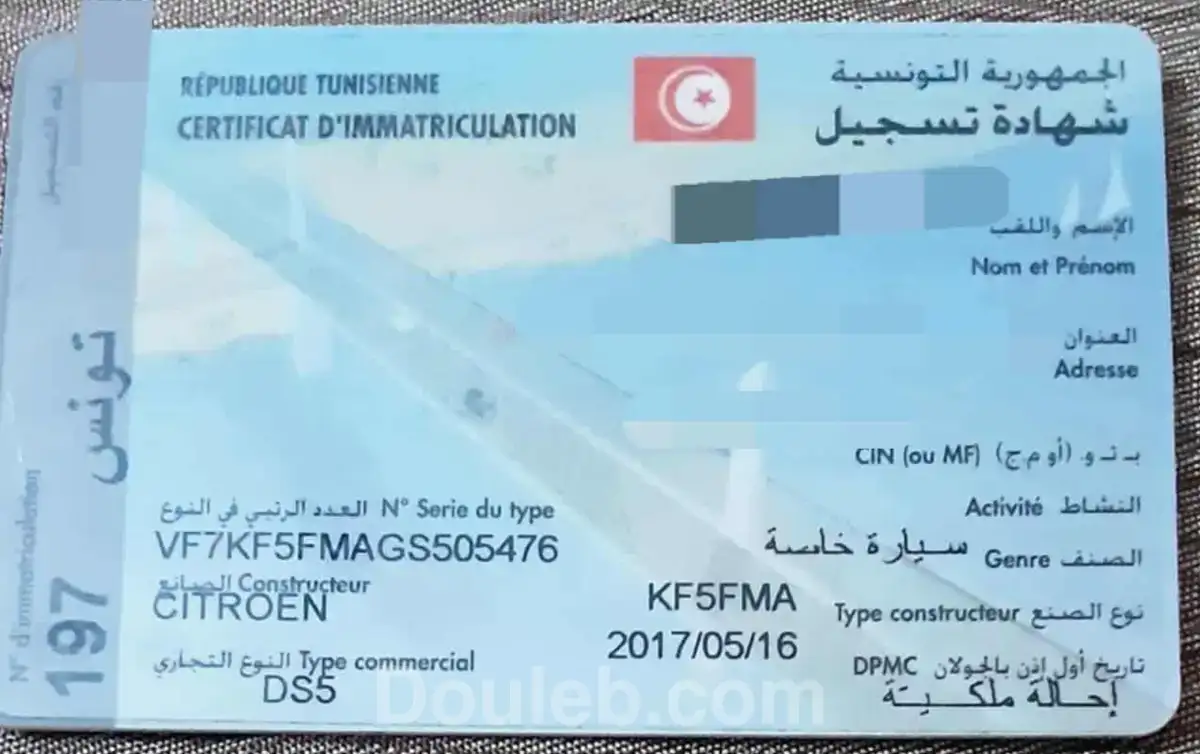 RÉPUBLIQUE TUNISIENNE
CERTIFICAT D'IMMATRICULATION
الجمهورية التونسية
شهادة تسجيل
الإسم واللقب
Nom et Prénom
العنوان
Adresse
CIN (ou MF) ب ت و. (أو م ج)
Activité النشاط
سيارة خاصة Genre الصنف
KF5FMA Type constructeur نوع الصنع
2017/05/16 DPMC تاريخ أول إذن بالجولان
إحالة ملكية
العدد الرتبي في النوع N° Serie du type
VF7KF5FMAGS505476
الصانع Constructeur
CITROEN
النوع التجاري Type commercial
DS5
رقم التسجيل
تونس
197
N° d'immatriculation
Douleb.com